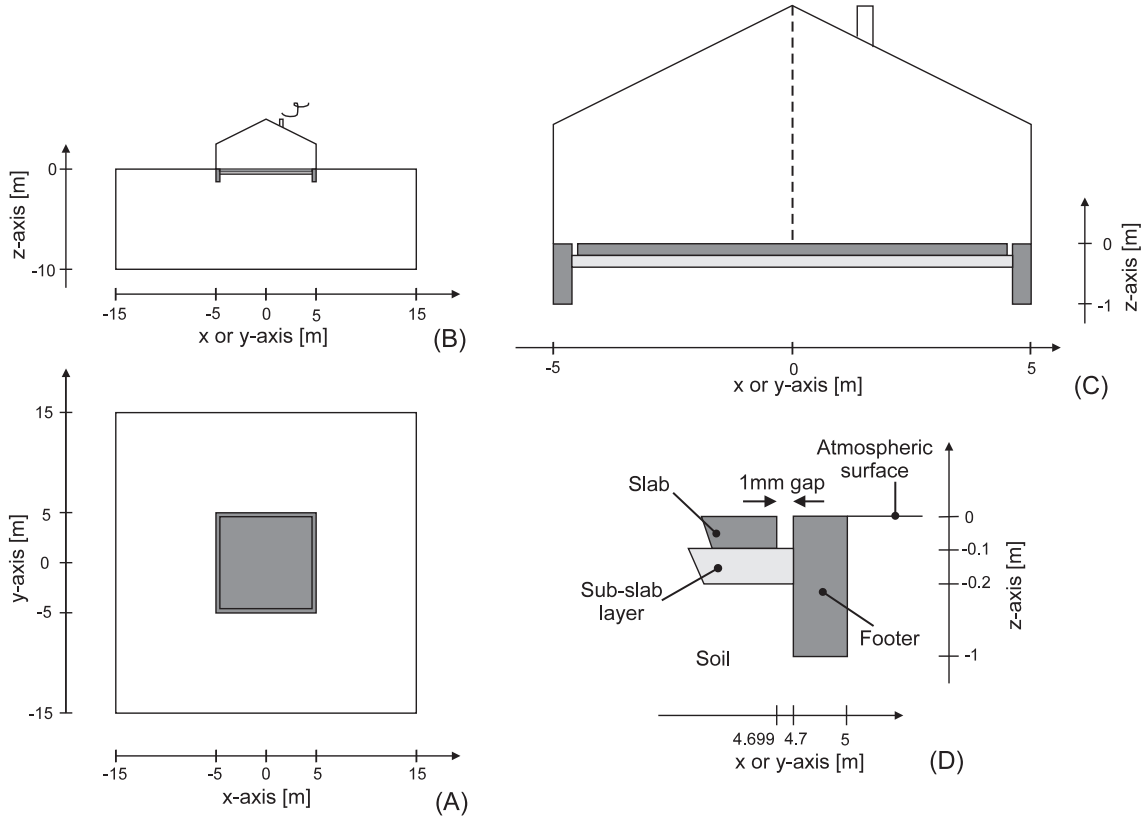 z-axis [m]
0
-10
-15
-5
0
5
15
x or y-axis [m]
(B)
0
-1
z-axis [m]
-5
0
5
x or y-axis [m]
(C)
y-axis [m]
15
5
0
-5
-15
-15
-5
0
5
15
x-axis [m]
(A)
Atmospheric
surface
Slab
1mm gap
0
-0.1
-0.2
-1
z-axis [m]
Sub-slab
layer
Footer
Soil
4.699
4.7
5
x or y-axis [m]
(D)